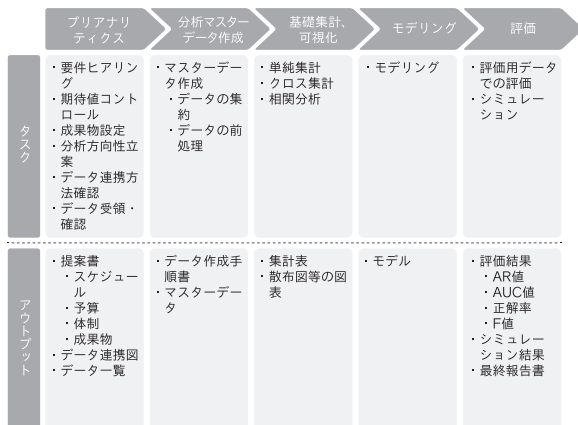 プリアナリ
ティクス
分析マスター
データ作成
基礎集計、
可視化
モデリング
評価
タスク
・要件ヒアリン
グ
・期待値コント
ロール
・成果物設定
・分析方向性立
案
・データ連携方
法確認
・データ受領・
確認
・マスターデー
タ作成
・データの集
約
・データの前
処理
・単純集計
・クロス集計
・相関分析
・モデリング
・評価用データ
での評価
・シミュレー
ション
アウトプット
・提案書
・スケジュー
ル
・予算
・体制
・成果物
・データ連携図
・データ一覧
・データ作成手
順書
・マスターデー
タ
・集計表
・散布図等の図
表
・モデル
・評価結果
・AR値
・AUC値
・正解率
・F値
・シミュレー
ション結果
・最終報告書